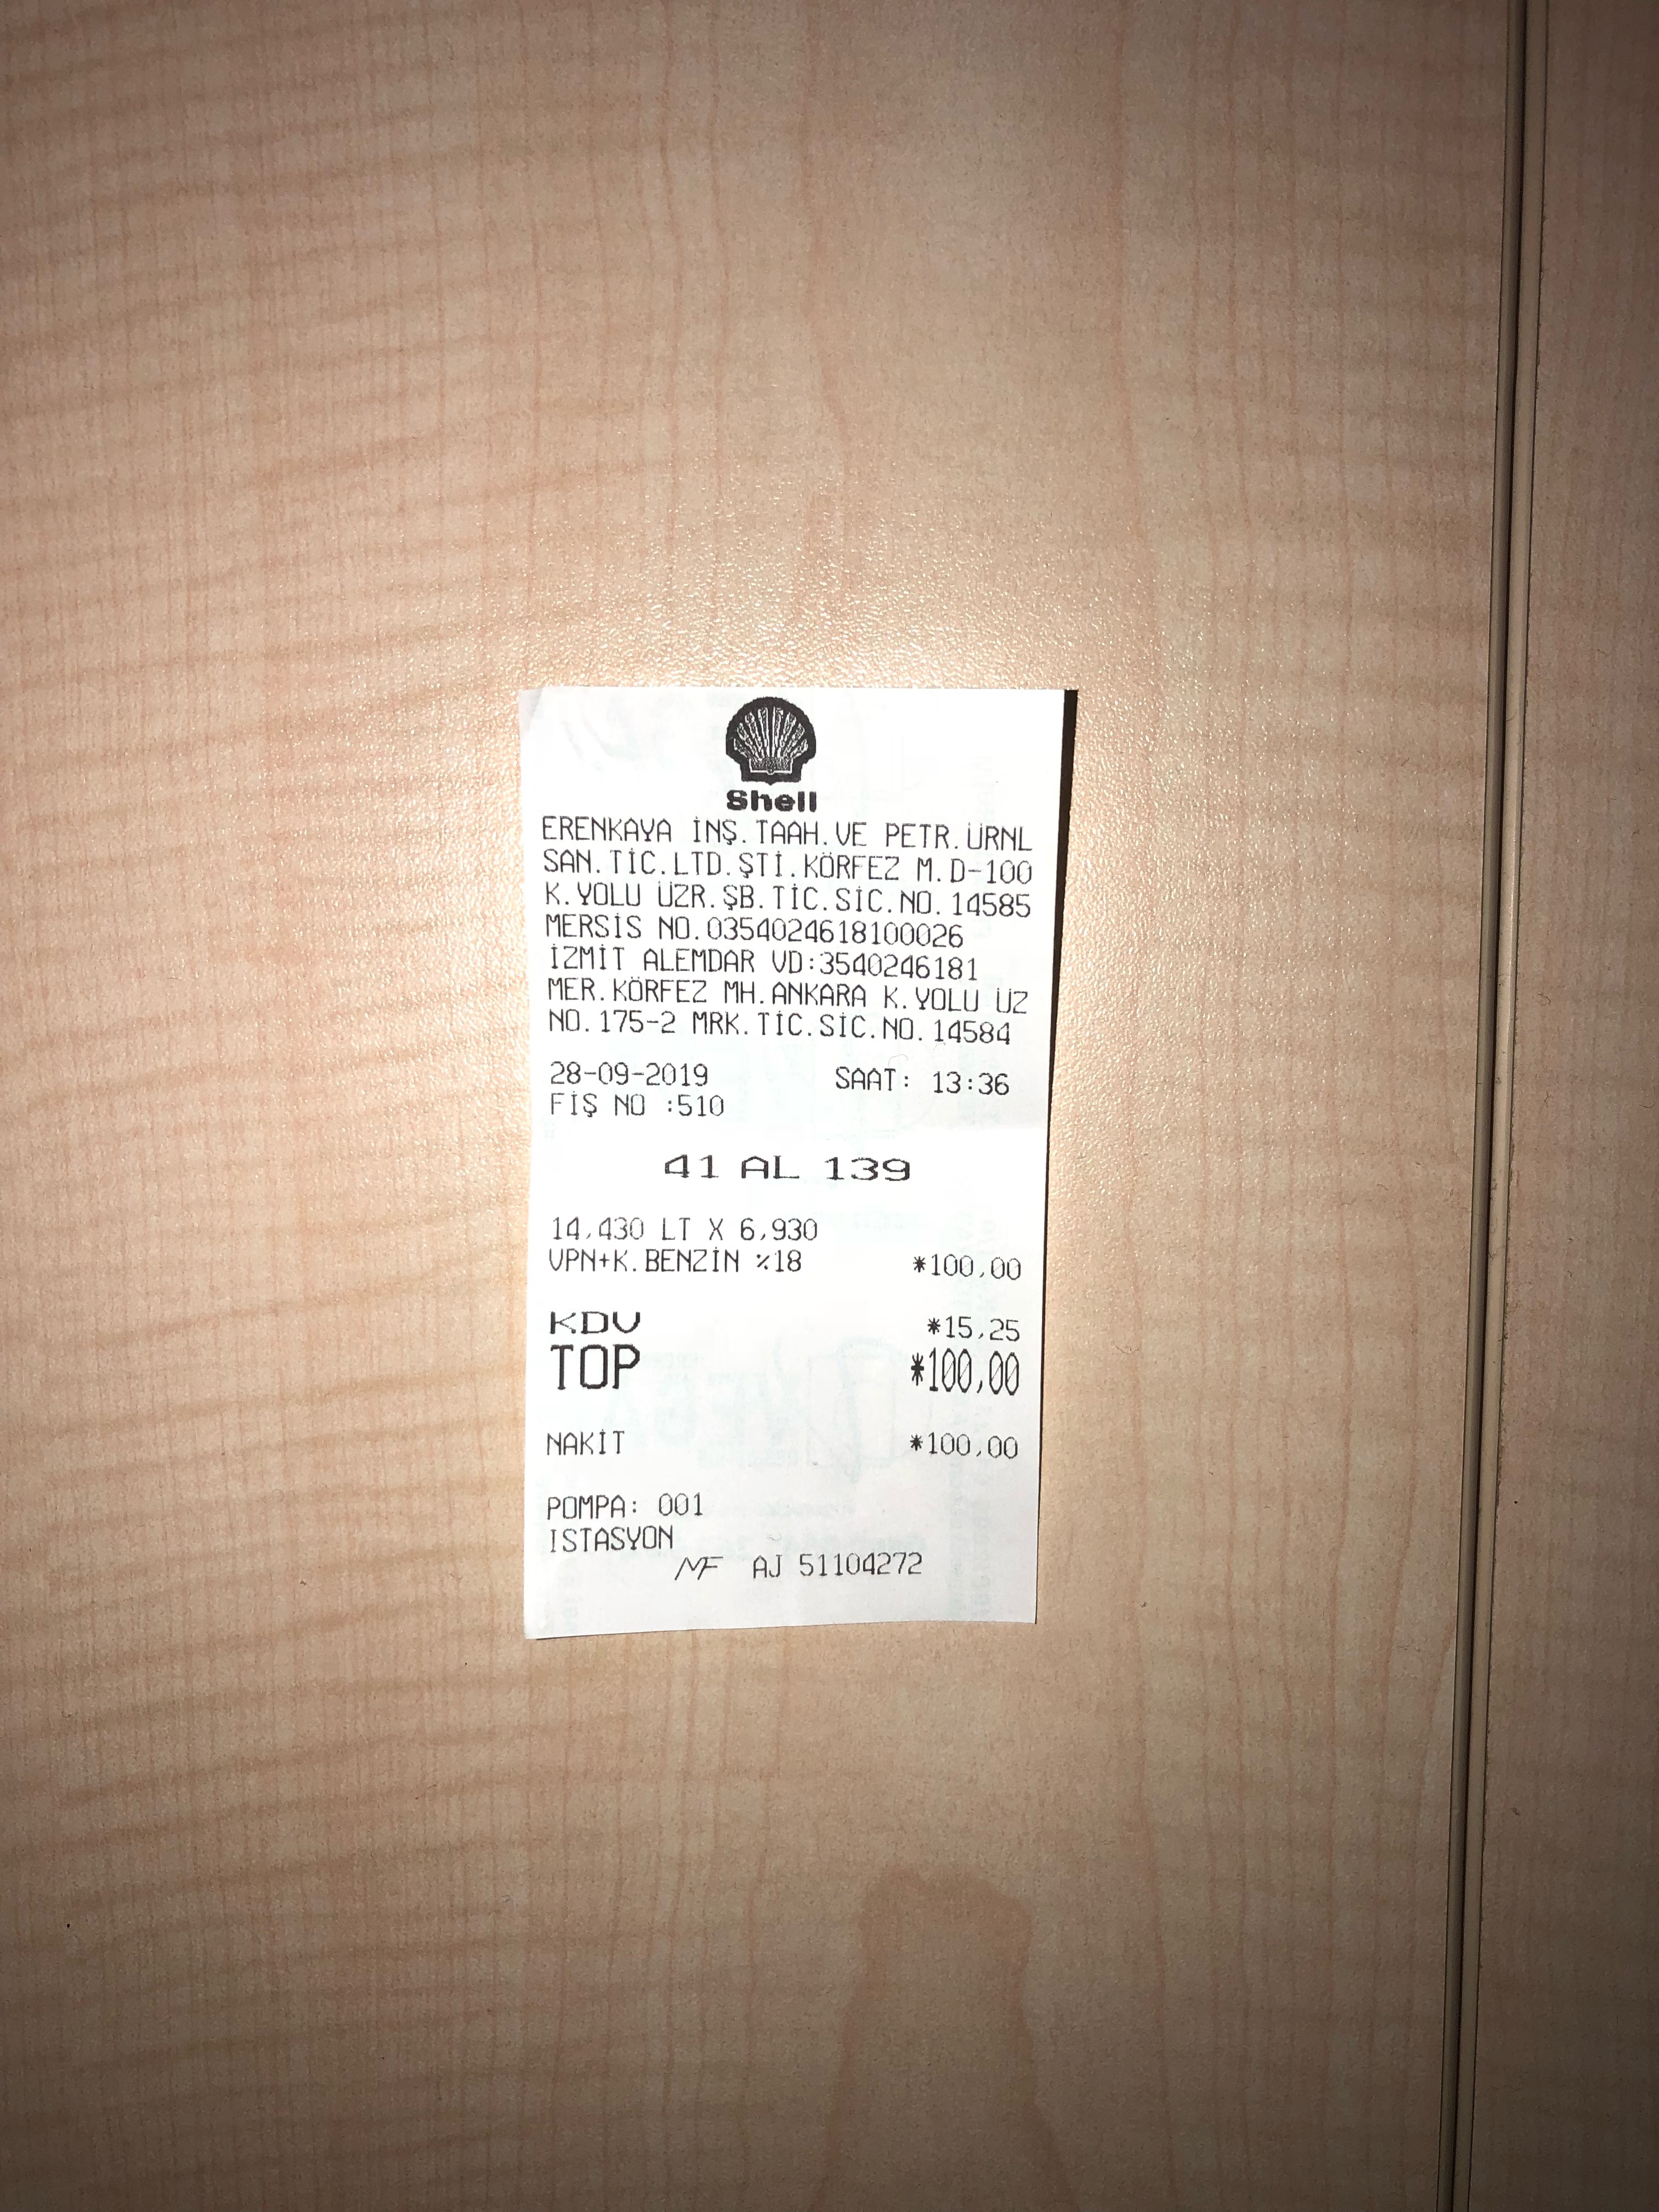 Shell
ERENKAYA İNŞ.TAAH.VE PETR.ÜRNL
SAN.TİC.LTD.ŞTİ.KÖRFEZ M.D-100
K.YOLU ÜZR.ŞB.TİC.SİC.NO.14585
MERSİS NO.0354024618100026
İZMİT ALEMDAR VD:3540246181
MER.KÖRFEZ MH.ANKARA K.YOLU ÜZ
NO.175-2 MRK.TİC.SİC.NO.14584
28-09-2019 SAAT: 13:36
FİŞ NO :510
41 AL 139
14,430 LT X 6,930
VPN+K.BENZİN %18 *100,00
KDV *15,25
TOP *100,00
NAKİT *100,00
POMPA: 001
ISTASYON
MF AJ 51104272